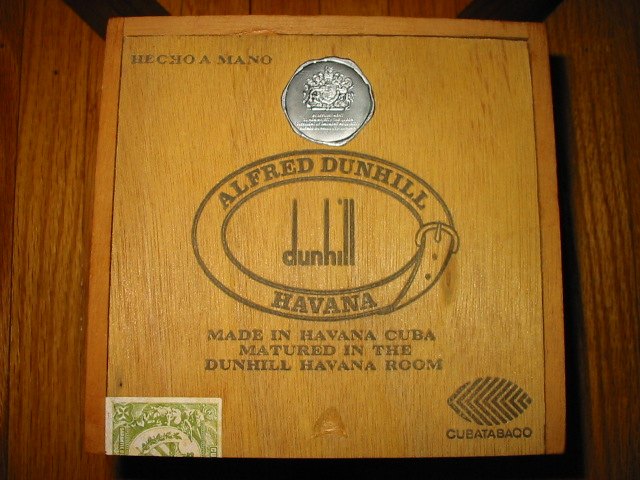 HECHO A MANO
ALFRED DUNHILL
dunhill
HAVANA
MADE IN HAVANA CUBA
MATURED IN THE
DUNHILL HAVANA ROOM
CUBATABACO